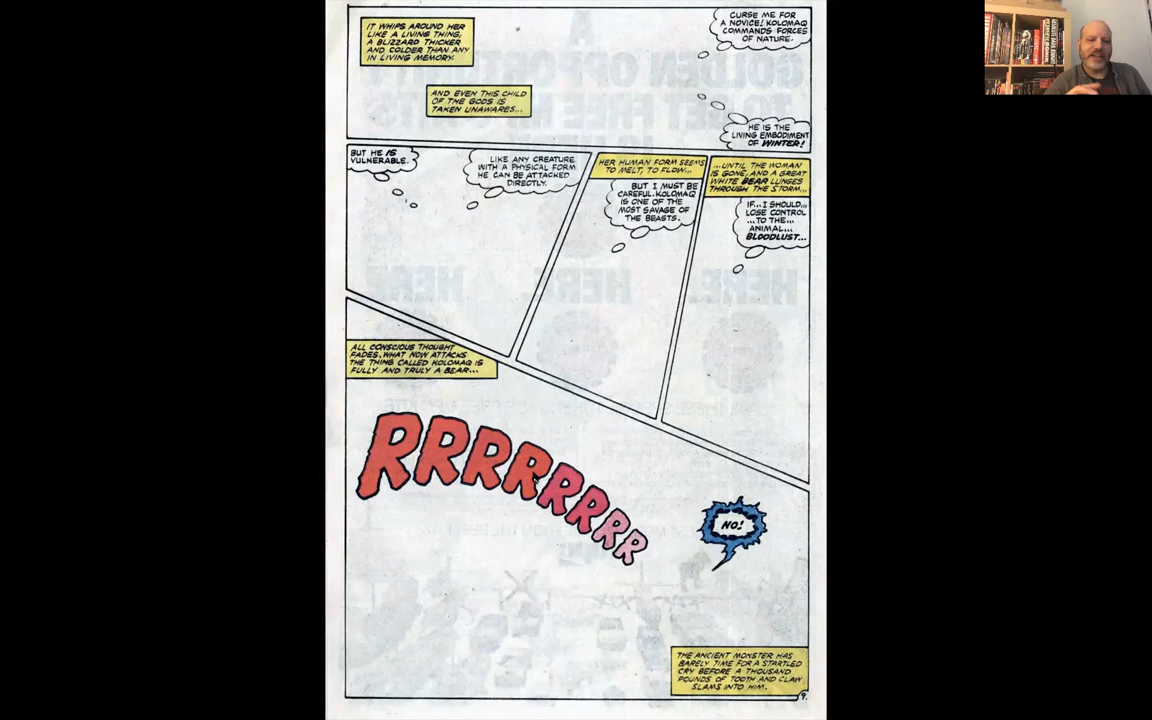 IT WHIPS AROUND HER
LIKE A LIVING THING,
A BLIZZARD THICKER
AND COLDER THAN ANY
IN LIVING MEMORY.
AND EVEN THIS CHILD
OF THE GODS IS
TAKEN UNAWARES...
CURSE ME FOR
A NOVICE! KOLOMAQ
COMMANDS FORCES
OF NATURE.
HE IS THE
LIVING EMBODIMENT
OF WINTER!
BUT HE IS
VULNERABLE.
LIKE ANY CREATURE
WITH A PHYSICAL FORM
HE CAN BE ATTACKED
DIRECTLY.
HER HUMAN FORM SEEMS
TO MELT, TO FLOW...
BUT I MUST BE
CAREFUL. KOLOMAQ
IS ONE OF THE
MOST SAVAGE OF
THE BEASTS.
...UNTIL THE WOMAN
IS GONE, AND A GREAT
WHITE BEAR LUNGES
THROUGH THE STORM...
IF... I SHOULD...
LOSE CONTROL
...TO THE...
ANIMAL...
BLOODLUST...
ALL CONSCIOUS THOUGHT
FADES. WHAT NOW ATTACKS
THE THING CALLED KOLOMAQ IS
FULLY AND TRULY A BEAR...
RRRRRRRR
NO!
THE ANCIENT MONSTER HAS
BARELY TIME FOR A STARTLED
CRY BEFORE A THOUSAND
POUNDS OF TOOTH AND CLAW
SLAMS INTO HIM.
9.